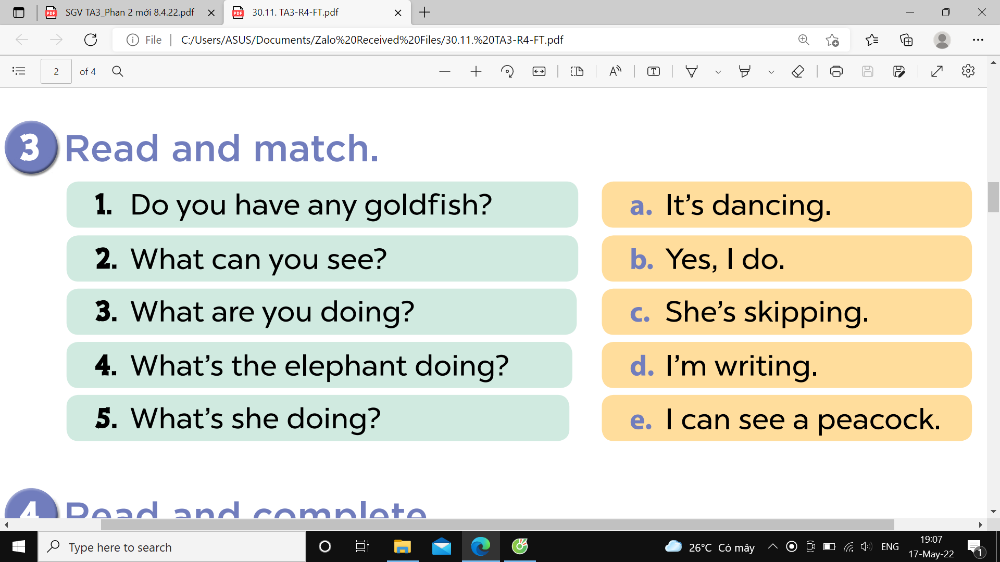 SGV TA3_Phan 2 mới 8.4.22.pdf
30.11. TA3-R4-FT.pdf
File
C:/Users/ASUS/Documents/Zalo%20Received%20Files/30.11.%20TA3-R4-FT.pdf
2 of 4
3 Read and match.
1. Do you have any goldfish?
a. It's dancing.
2. What can you see?
b. Yes, I do.
3. What are you doing?
c. She's skipping.
4. What's the elephant doing?
d. I'm writing.
5. What's she doing?
e. I can see a peacock.
4 Read and complete
Type here to search
26°C Có mây
ENG
19:07
17-May-22
1